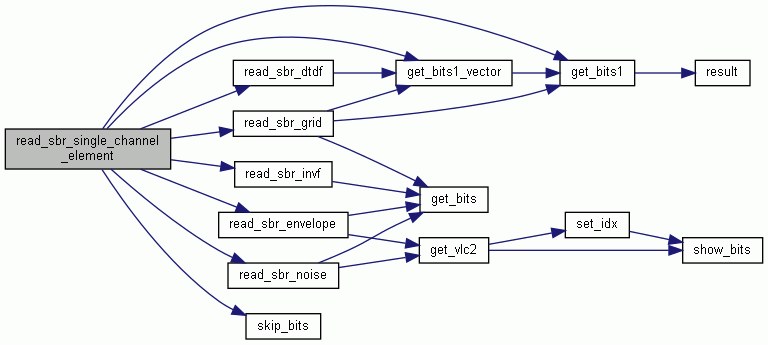 read_sbr_single_channel
_element
read_sbr_dtdf
get_bits1_vector
get_bits1
result
read_sbr_grid
read_sbr_invf
get_bits
read_sbr_envelope
get_vlc2
set_idx
show_bits
read_sbr_noise
skip_bits